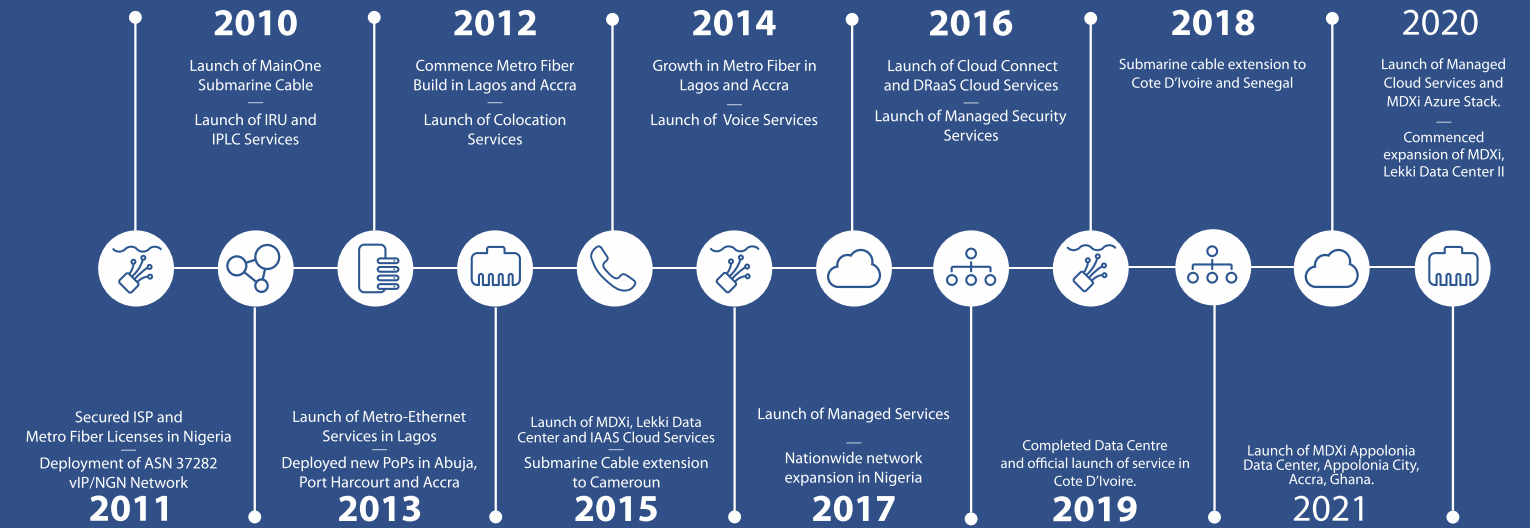 2010
Launch of MainOne
Submarine Cable
Launch of IRU and
IPLC Services
2012
Commence Metro Fiber
Build in Lagos and Accra
Launch of Colocation
Services
2014
Growth in Metro Fiber in
Lagos and Accra
Launch of Voice Services
2016
Launch of Cloud Connect
and DRaaS Cloud Services
Launch of Managed Security
Services
2018
Submarine cable extension to
Cote D'Ivoire and Senegal
2020
Launch of Managed
Cloud Services and
MDXi Azure Stack.
Commenced
expansion of MDXi,
Lekki Data Center II
Secured ISP and
Metro Fiber Licenses in Nigeria
Deployment of ASN 37282
vIP/NGN Network
2011
Launch of Metro-Ethernet
Services in Lagos
Deployed new PoPs in Abuja,
Port Harcourt and Accra
2013
Launch of MDXi, Lekki Data
Center and IAAS Cloud Services
Submarine Cable extension
to Cameroun
2015
Launch of Managed Services
Nationwide network
expansion in Nigeria
2017
Completed Data Centre
and official launch of service in
Cote D'Ivoire.
2019
Launch of MDXi Appolonia
Data Center, Appolonia City,
Accra, Ghana.
2021